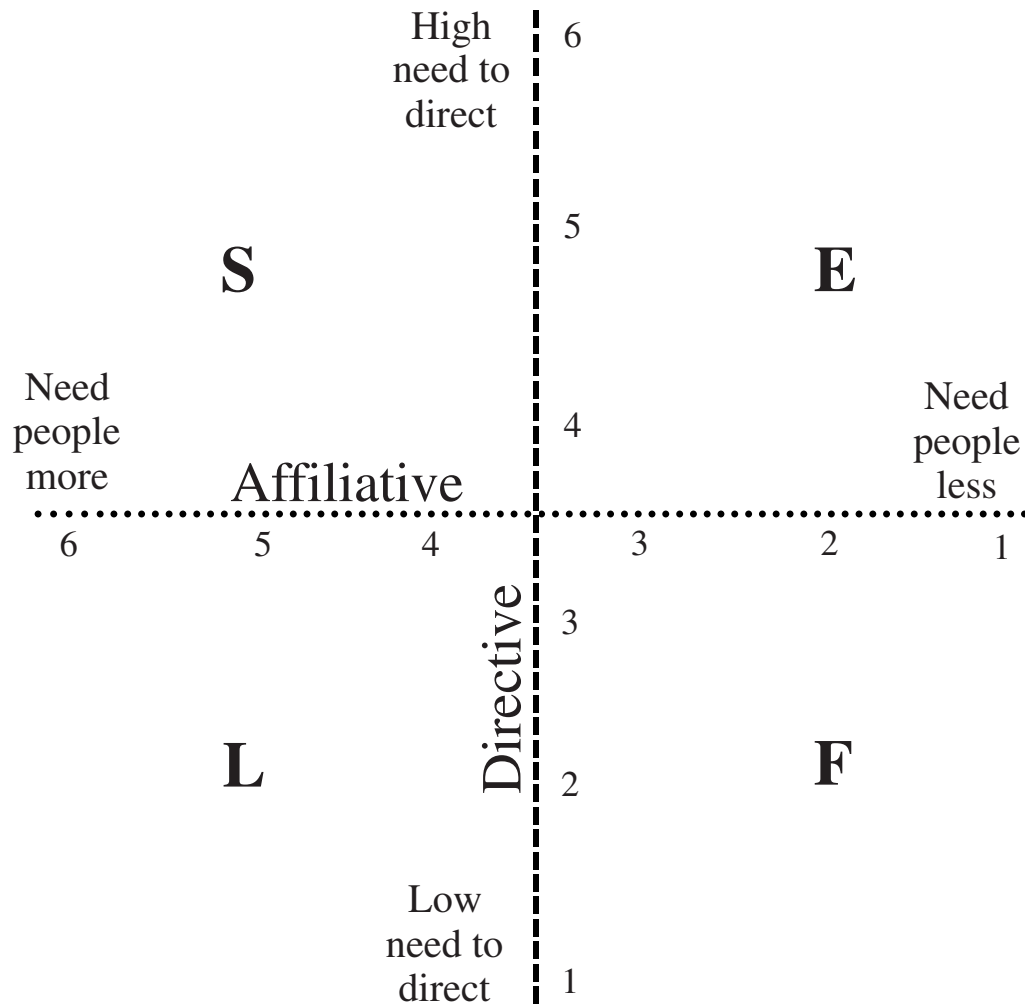 High
need to
direct
6
5
S
E
Need
people
more
4
Need
people
less
Affiliative
6
5
4
3
2
1
Directive
3
L
2
F
Low
need to
direct
1